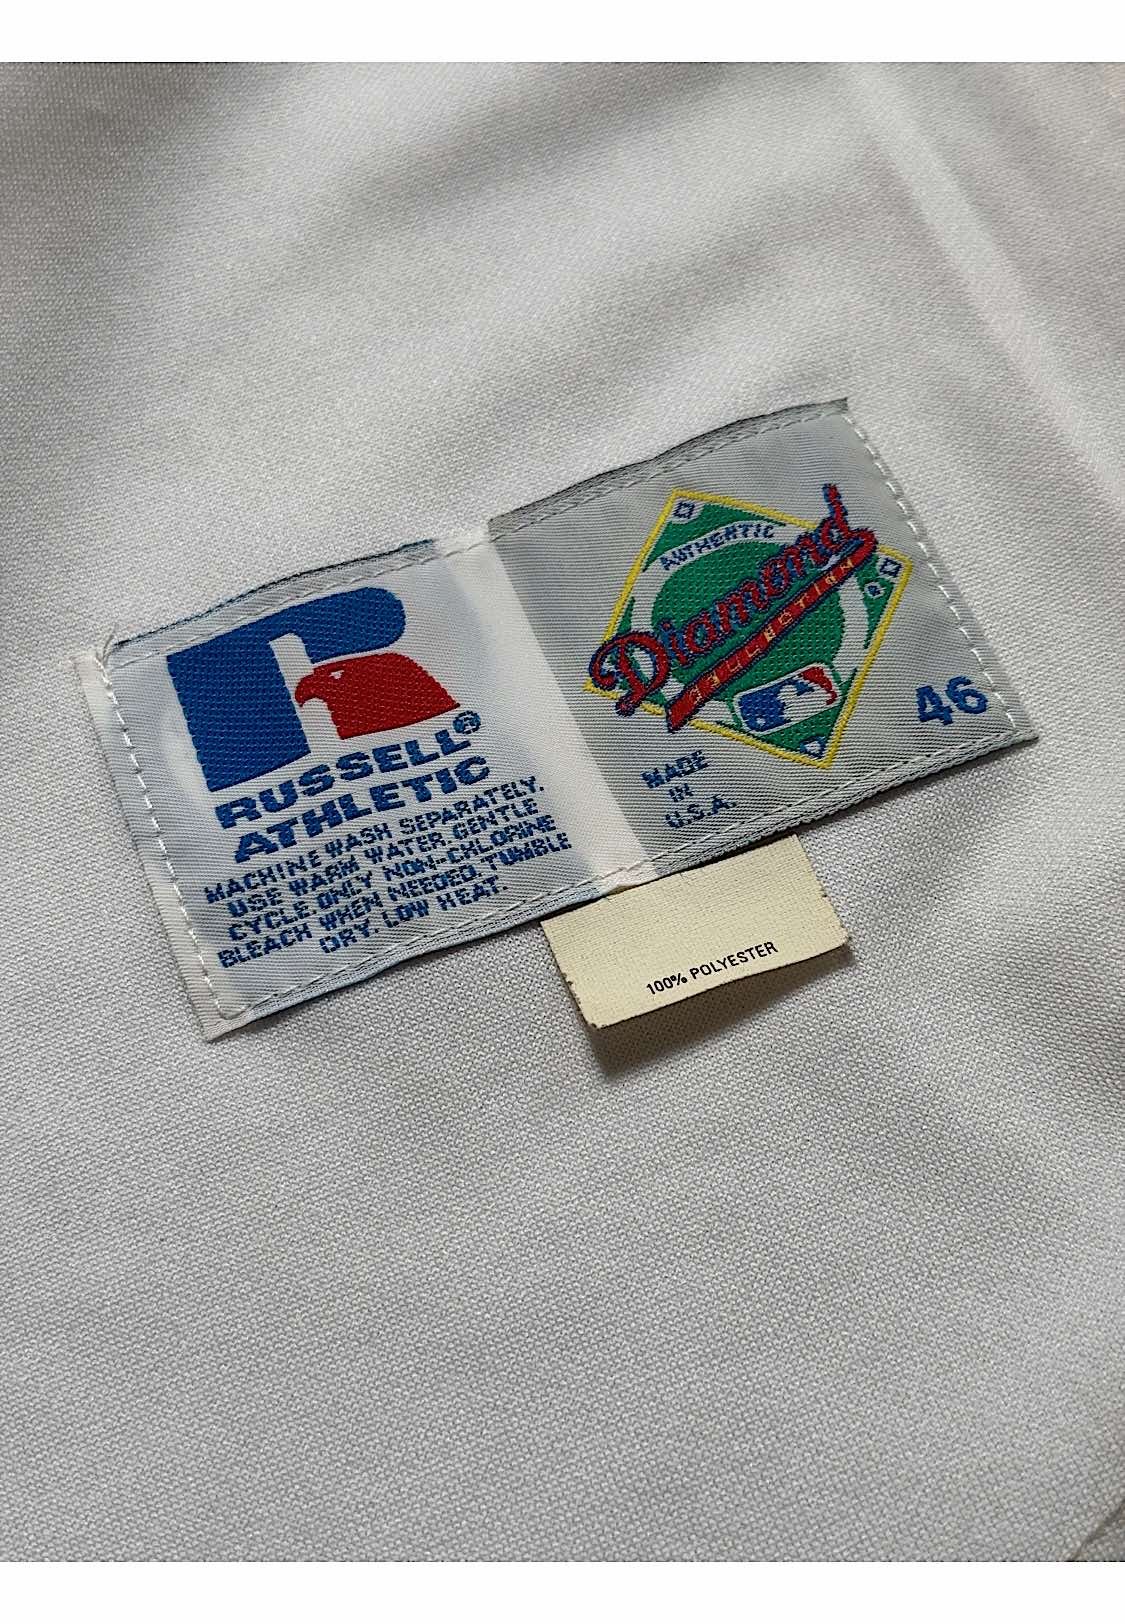 RUSSELL®
ATHLETIC
MACHINE WASH SEPARATELY.
USE WARM WATER. GENTLE
CYCLE. ONLY NON-CHLORINE
BLEACH WHEN NEEDED. TUMBLE
DRY. LOW HEAT.
AUTHENTIC
Diamond
COLLECTION
®
46
MADE
IN
U.S.A.
100% POLYESTER